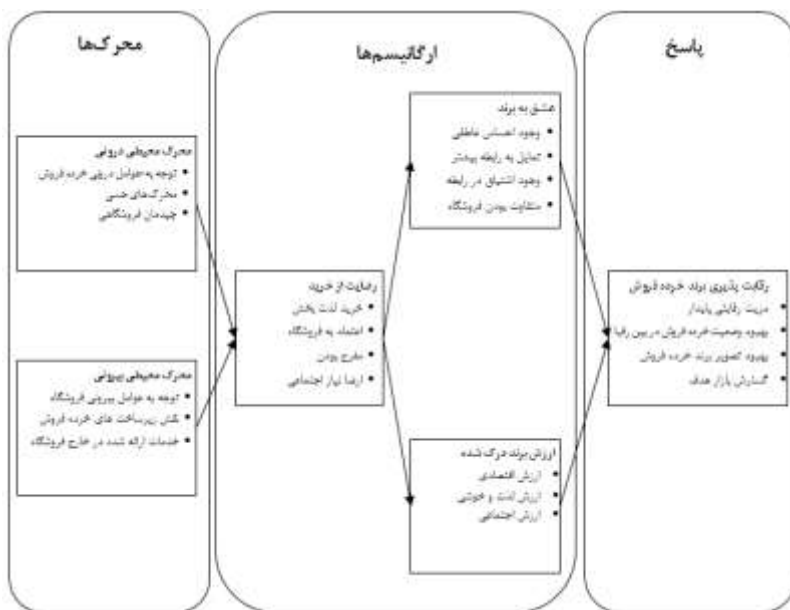 محرک‌ها
محرک محیطی درونی
توجه به عوامل درونی خرده فروش
محرک‌های حسی
چیدمان فروشگاهی
محرک محیطی بیرونی
توجه به عوامل بیرونی فروشگاه
نقش زیرساخت های خرده فروش
خدمات ارائه شده در خارج فروشگاه
ارگانیسم‌ها
رضایت از خرید
خرید لذت بخش
اعتماد به فروشگاه
مفرح بودن
ارضا نیاز اجتماعی
عشق به برند
وجود احساس عاطفی
تمایل به رابطه بیشتر
وجود اشتیاق در رابطه
متفاوت بودن فروشگاه
ارزش برند درک شده
ارزش اقتصادی
ارزش لذت و خوشی
ارزش اجتماعی
پاسخ
رقابت پذیری برند خرده فروش
مزیت رقابتی پایدار
بهبود وضعیت خرده فروش در بین رقبا
بهبود تصویر برند خرده فروش
گسترش بازار هدف